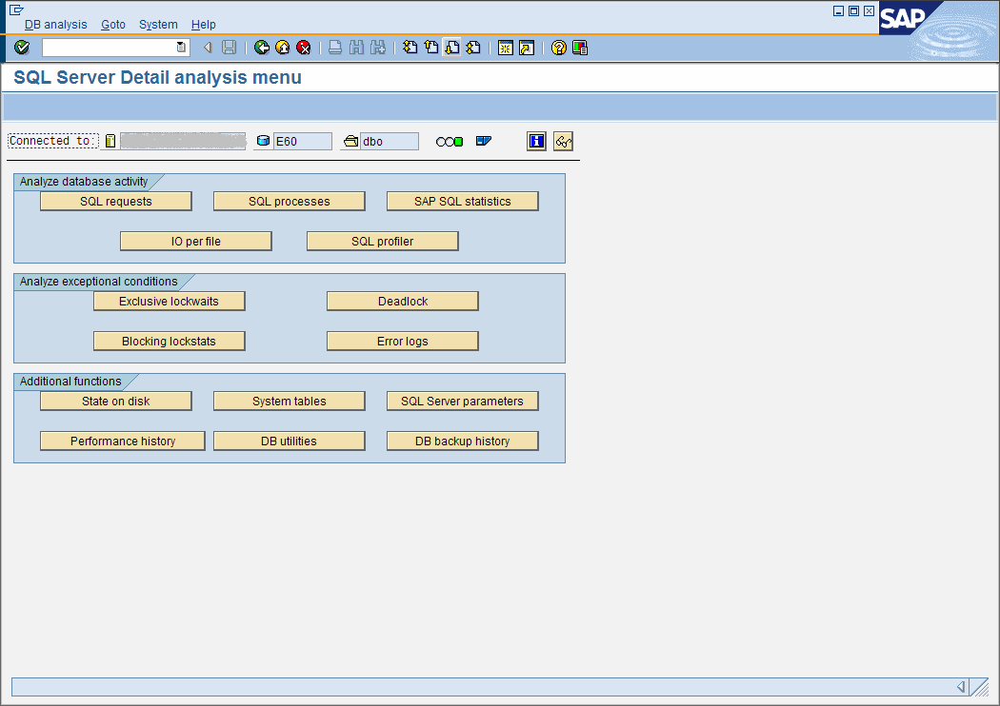 DB analysis Goto System Help
SAP
SQL Server Detail analysis menu
Connected to: E60 dbo
Analyze database activity
SQL requests SQL processes SAP SQL statistics
IO per file SQL profiler
Analyze exceptional conditions
Exclusive lockwaits Deadlock
Blocking lockstats Error logs
Additional functions
State on disk System tables SQL Server parameters
Performance history DB utilities DB backup history